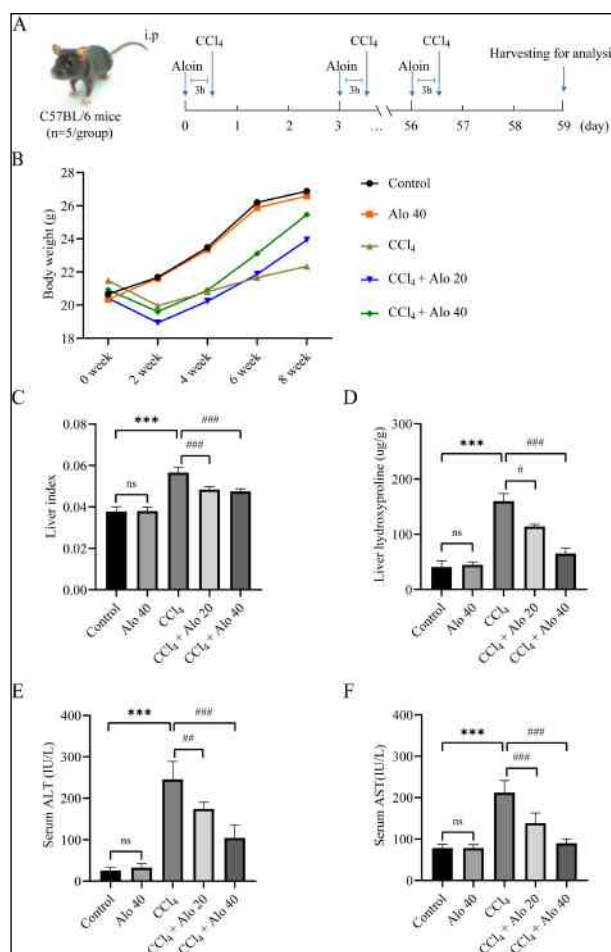 A
i.p
CCl₄
CCl₄
CCl₄
Harvesting for analysis
Aloin
Aloin
Aloin
3h
3h
3h
C57BL/6 mice
(n=5/group)
0 1 2 3 ... 56 57 58 59 (day)
B
Body weight (g)
28
26
24
22
20
18
0 week
2 week
4 week
6 week
8 week
Control
Alo 40
CCl₄
CCl₄ + Alo 20
CCl₄ + Alo 40
C
Liver index
0.08
0.06
0.04
0.02
0.00
***
###
###
ns
Control
Alo 40
CCl₄
CCl₄ + Alo 20
CCl₄ + Alo 40
D
Liver hydroxyproline (ug/g)
300
200
100
0
***
###
#
ns
Control
Alo 40
CCl₄
CCl₄ + Alo 20
CCl₄ + Alo 40
E
Serum ALT (IU/L)
400
300
200
100
0
***
###
##
ns
Control
Alo 40
CCl₄
CCl₄ + Alo 20
CCl₄ + Alo 40
F
Serum AST(IU/L)
400
300
200
100
0
***
###
###
ns
Control
Alo 40
CCl₄
CCl₄ + Alo 20
CCl₄ + Alo 40